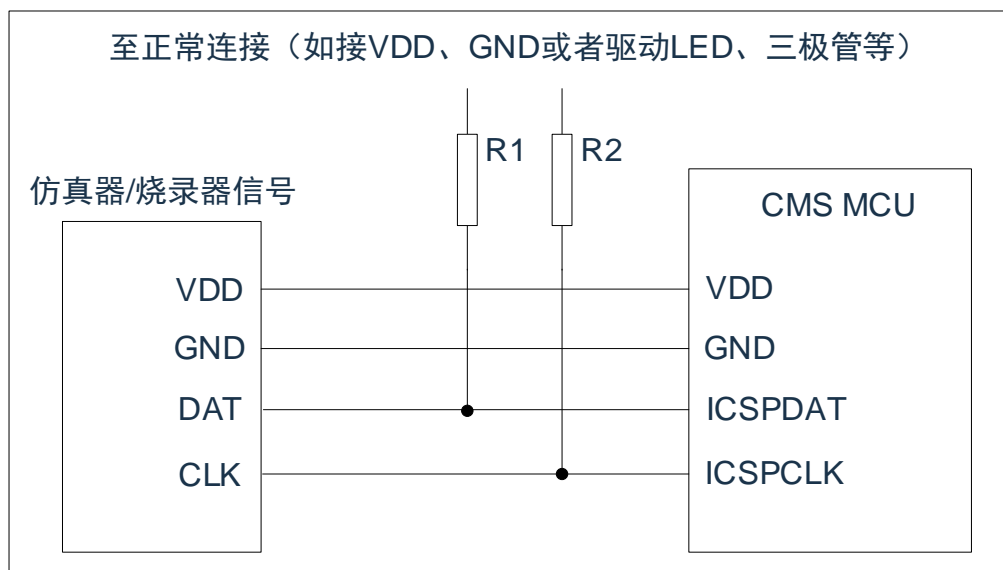 至正常连接（如接VDD、GND或者驱动LED、三极管等）
R1
R2
仿真器/烧录器信号
CMS MCU
VDD
VDD
GND
GND
DAT
ICSPDAT
CLK
ICSPCLK